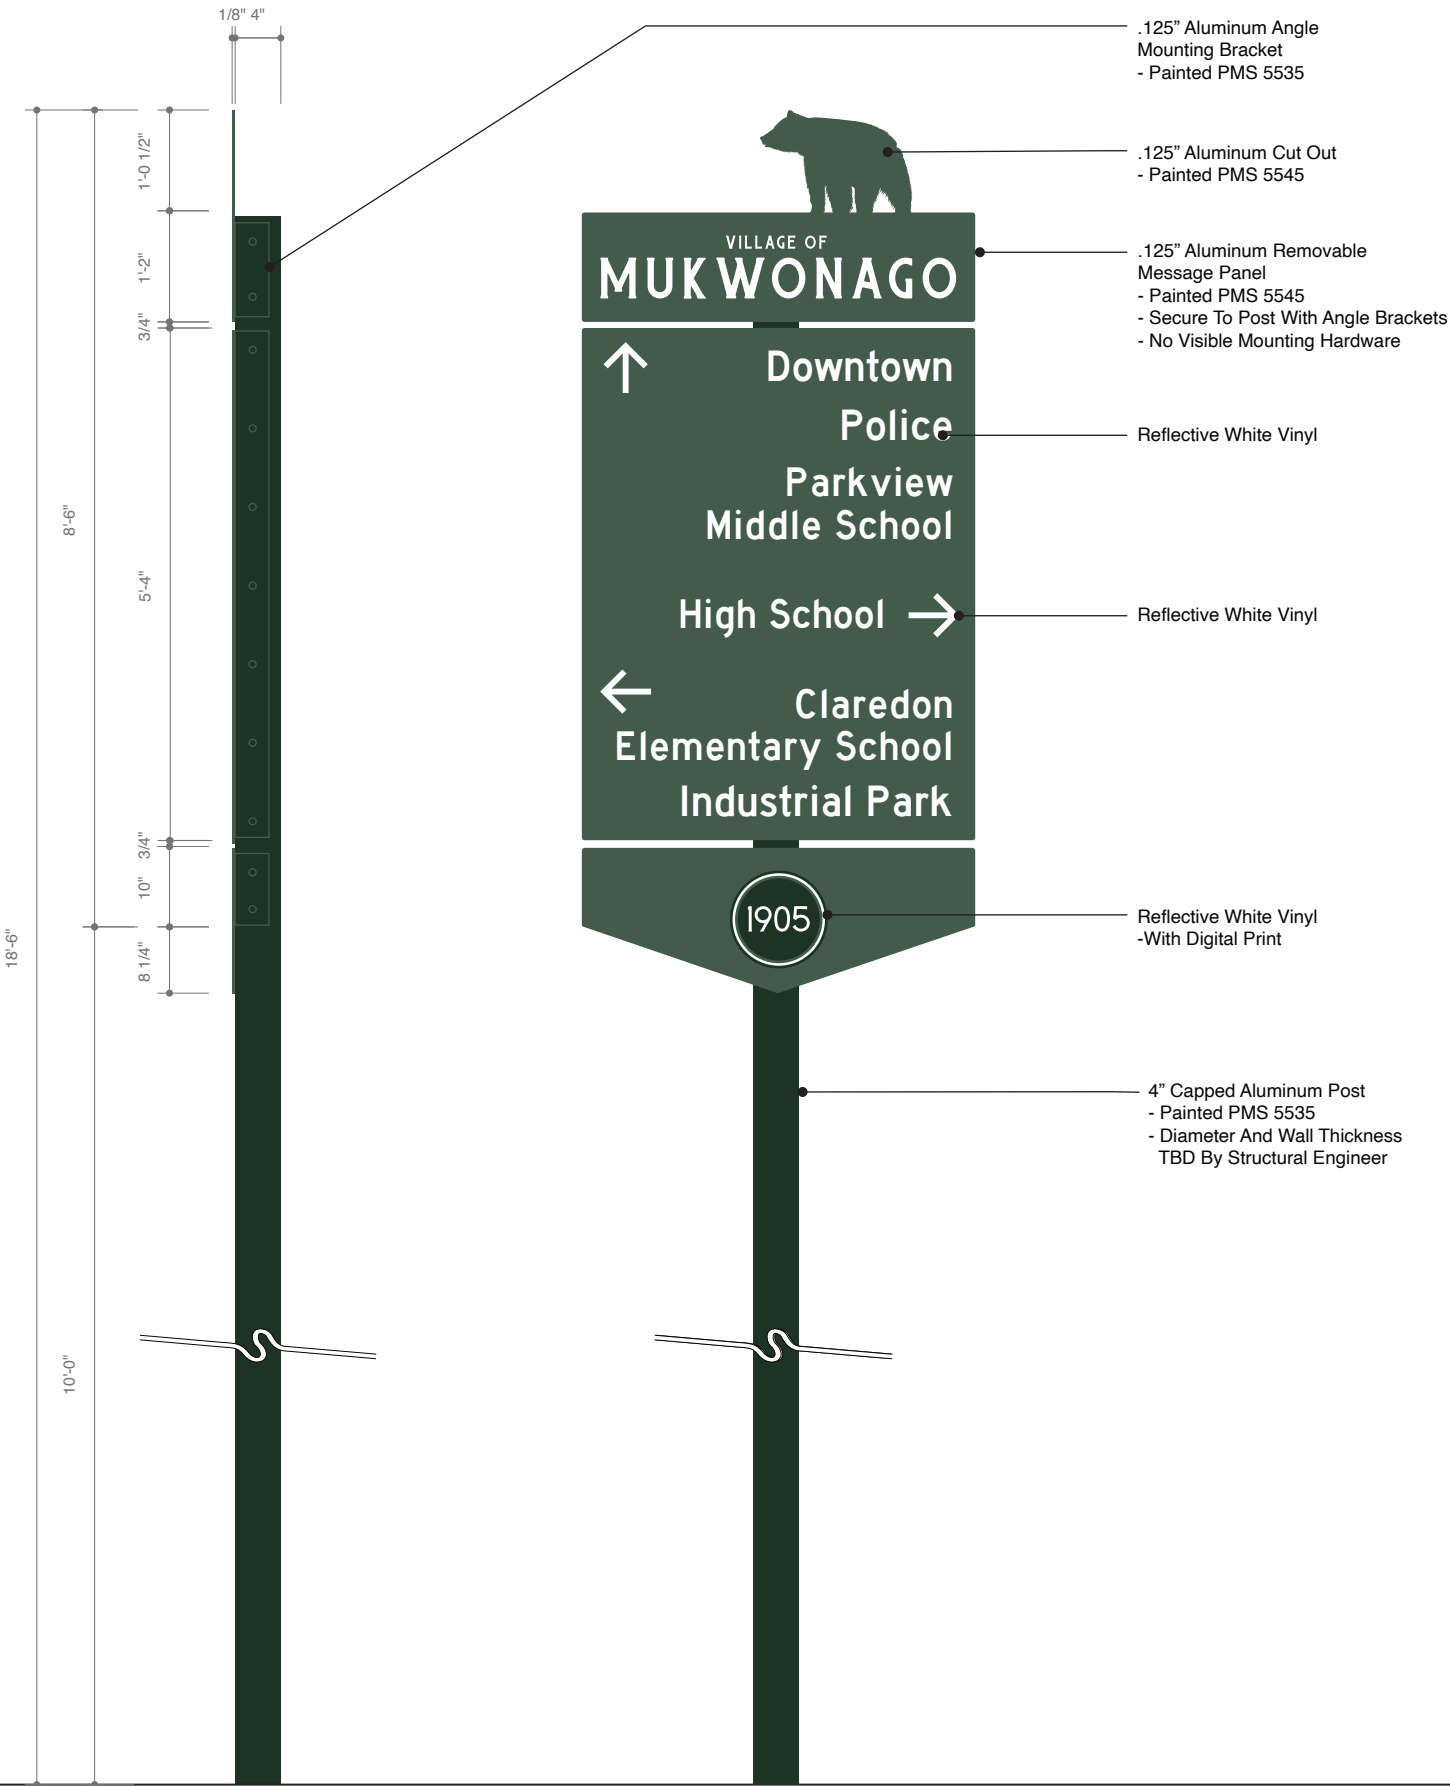 1/8" 4"
.125” Aluminum Angle
Mounting Bracket
- Painted PMS 5535
.125” Aluminum Cut Out
- Painted PMS 5545
.125” Aluminum Removable
Message Panel
- Painted PMS 5545
- Secure To Post With Angle Brackets
- No Visible Mounting Hardware
Reflective White Vinyl
Reflective White Vinyl
Reflective White Vinyl
-With Digital Print
4” Capped Aluminum Post
- Painted PMS 5535
- Diameter And Wall Thickness
TBD By Structural Engineer
VILLAGE OF
MUKWONAGO
Downtown
Police
Parkview
Middle School
High School
Claredon
Elementary School
Industrial Park
1905
1'-0 1/2"
1'-2"
3/4"
5'-4"
3/4"
10"
8 1/4"
8'-6"
10'-0"
18'-6"